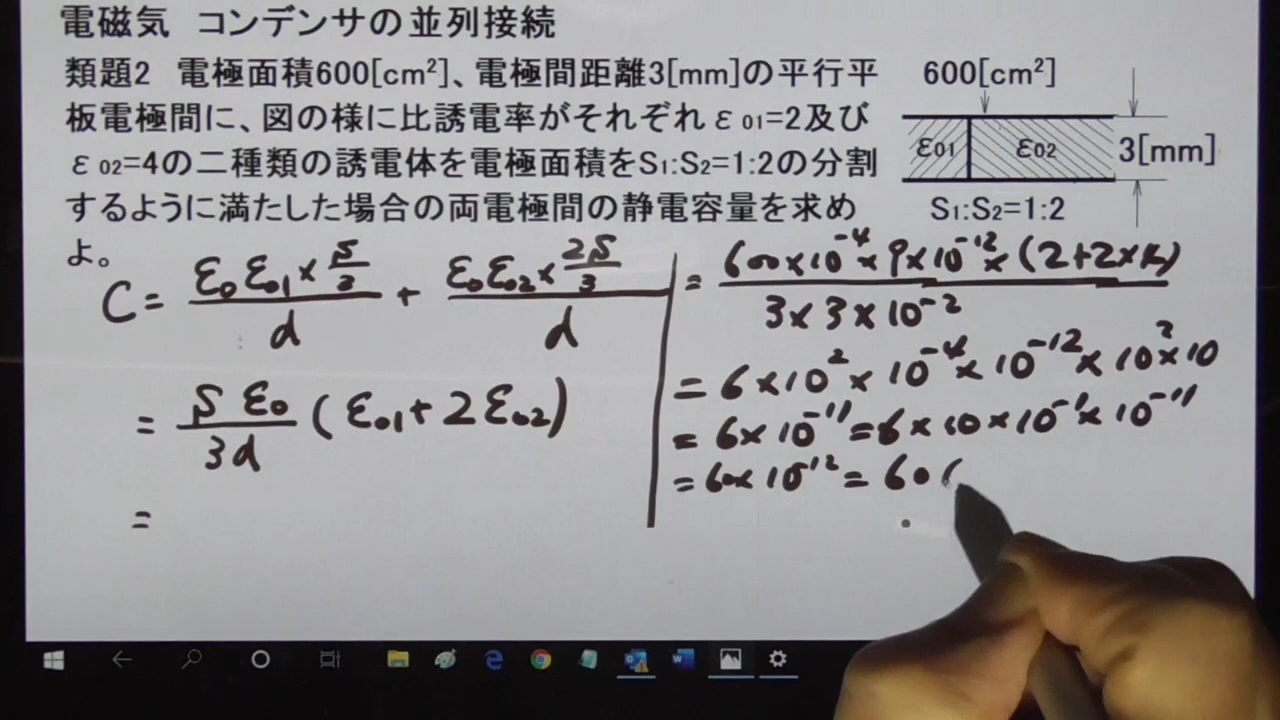 電磁気 コンデンサの並列接続
類題2 電極面積600[cm²]、電極間距離3[mm]の平行平
板電極間に、図の様に比誘電率がそれぞれε01=2及び
ε02=4の二種類の誘電体を電極面積をS1:S2=1:2の分割
するように満たした場合の両電極間の静電容量を求め
よ。
600[cm²]
ε01 ε02 3[mm]
S1:S2=1:2
C = (ε0 ε01 × S/3)/d + (ε0 ε02 × 2S/3)/d
= S ε0/3d (ε01 + 2 ε02)
=
= 600×10⁻⁴×9×10⁻¹²×(2+2×4)/3×3×10⁻²
= 6×10²×10⁻⁴×10⁻¹²×10²×10
= 6×10⁻¹¹=6×10×10⁻¹×10⁻¹¹
= 60×10⁻¹² = 60